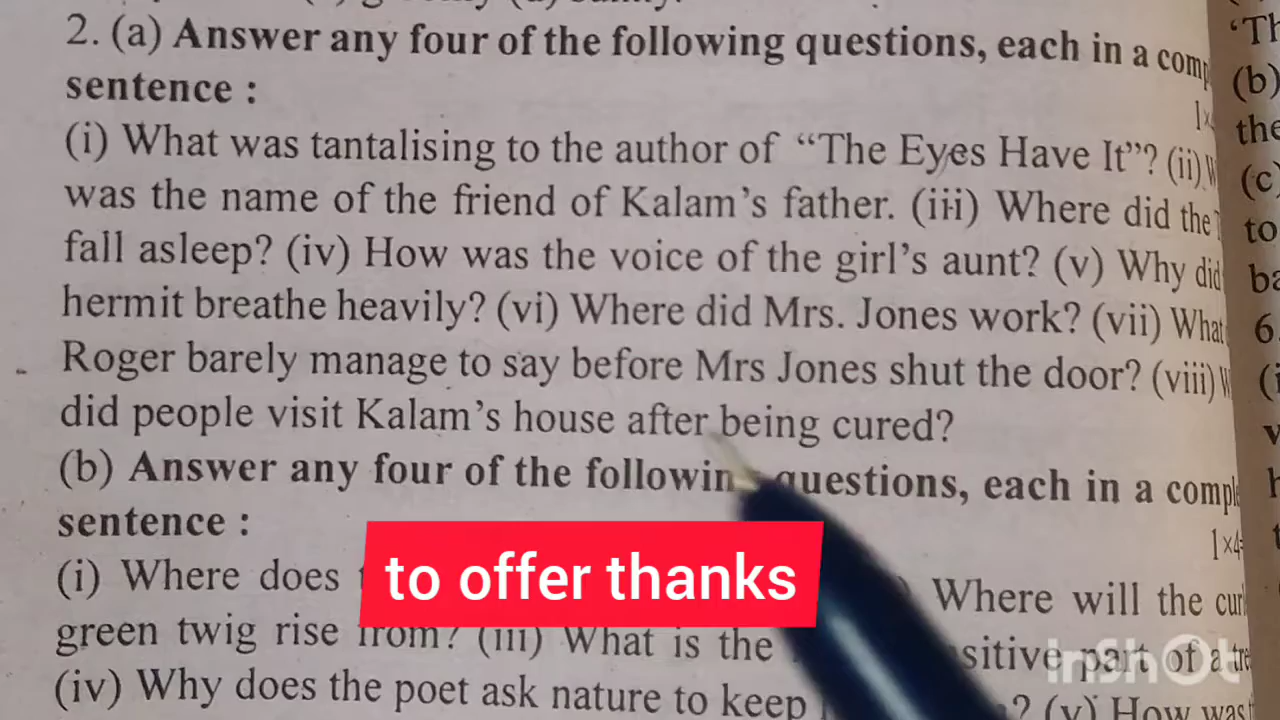 2. (a) Answer any four of the following questions, each in a comp
sentence :
(i) What was tantalising to the author of “The Eyes Have It”? (ii)
was the name of the friend of Kalam’s father. (iii) Where did the
fall asleep? (iv) How was the voice of the girl’s aunt? (v) Why did
hermit breathe heavily? (vi) Where did Mrs. Jones work? (vii) What
Roger barely manage to say before Mrs Jones shut the door? (viii)
did people visit Kalam’s house after being cured?
(b) Answer any four of the following questions, each in a compl
sentence :
1×4=
(i) Where does Where will the
green twig rise from? (iii) What is the part of a
(iv) Why does the poet ask nature to keep ? (v) How was
to offer thanks
InShOt
(b)
the
(c)
to
ba
6.